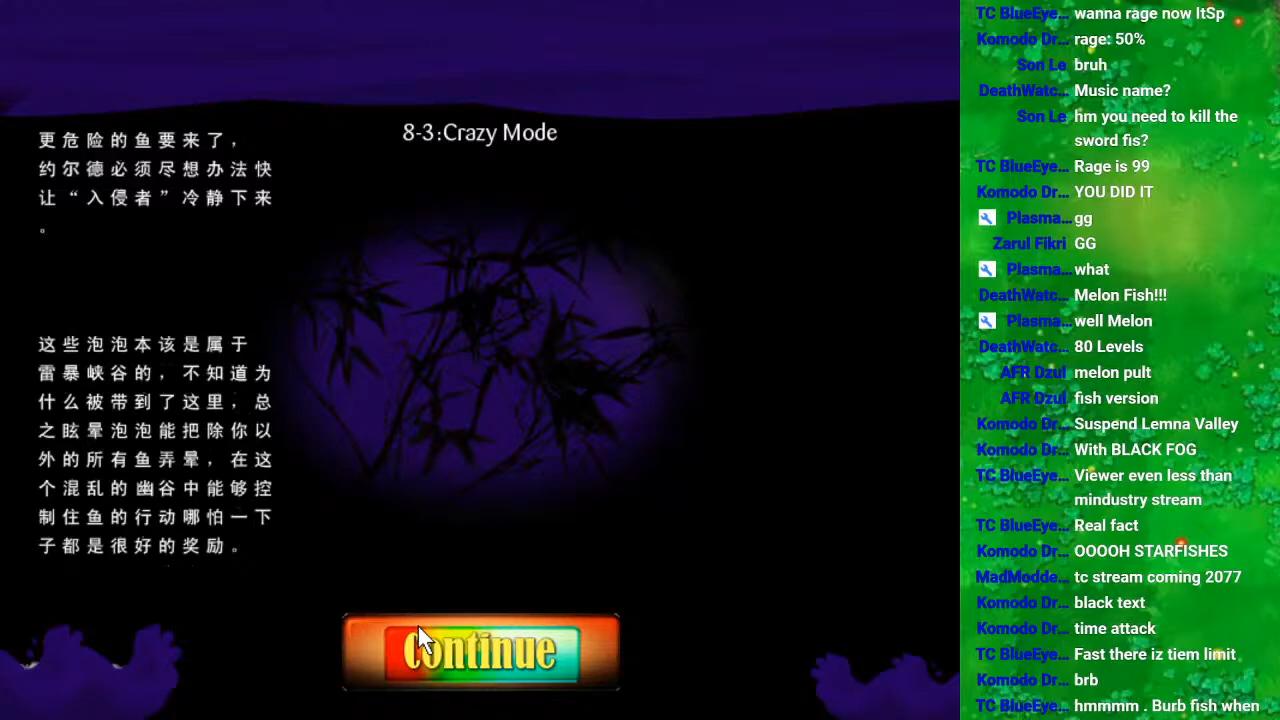 8-3:Crazy Mode
更危险的鱼要来了，
约尔德必须尽想办法快
让“入侵者”冷静下来
。
这些泡泡本该是属于
雷暴峡谷的，不知道为
什么被带到了这里，总
之眩晕泡泡能把除你以
外的所有鱼弄晕，在这
个混乱的幽谷中能够控
制住鱼的行动哪怕一下
子都是很好的奖励。
Continue
TC BlueEye... wanna rage now ItSp
Komodo Dr... rage: 50%
Son Le bruh
DeathWatc... Music name?
Son Le hm you need to kill the
sword fis?
TC BlueEye... Rage is 99
Komodo Dr... YOU DID IT
Plasma... gg
Zarul Fikri GG
Plasma... what
DeathWatc... Melon Fish!!!
Plasma... well Melon
DeathWatc... 80 Levels
AFR Dzul melon pult
AFR Dzul fish version
Komodo Dr... Suspend Lemna Valley
Komodo Dr... With BLACK FOG
TC BlueEye... Viewer even less than
mindustry stream
TC BlueEye... Real fact
Komodo Dr... OOOOH STARFISHES
MadModde... tc stream coming 2077
Komodo Dr... black text
Komodo Dr... time attack
TC BlueEye... Fast there iz tiem limit
Komodo Dr... brb
TC BlueEye... hmmmm . Burb fish when